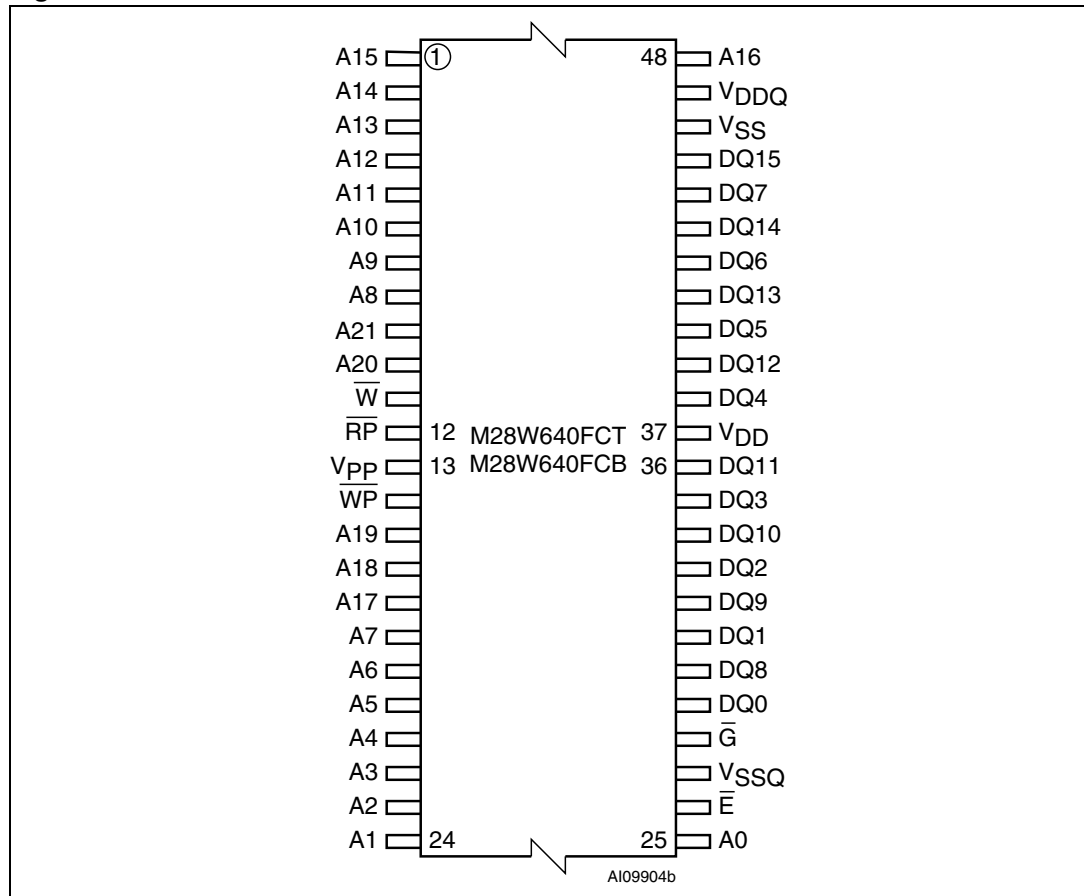 A15 ① 48 A16
A14 VDDQ
A13 VSS
A12 DQ15
A11 DQ7
A10 DQ14
A9 DQ6
A8 DQ13
A21 DQ5
A20 DQ12
W̅ DQ4
R̅P̅ 12 M28W640FCT 37 VDD
VPP 13 M28W640FCB 36 DQ11
W̅P̅ DQ3
A19 DQ10
A18 DQ2
A17 DQ9
A7 DQ1
A6 DQ8
A5 DQ0
A4 G̅
A3 VSSQ
A2 E̅
A1 24 25 A0
AI09904b